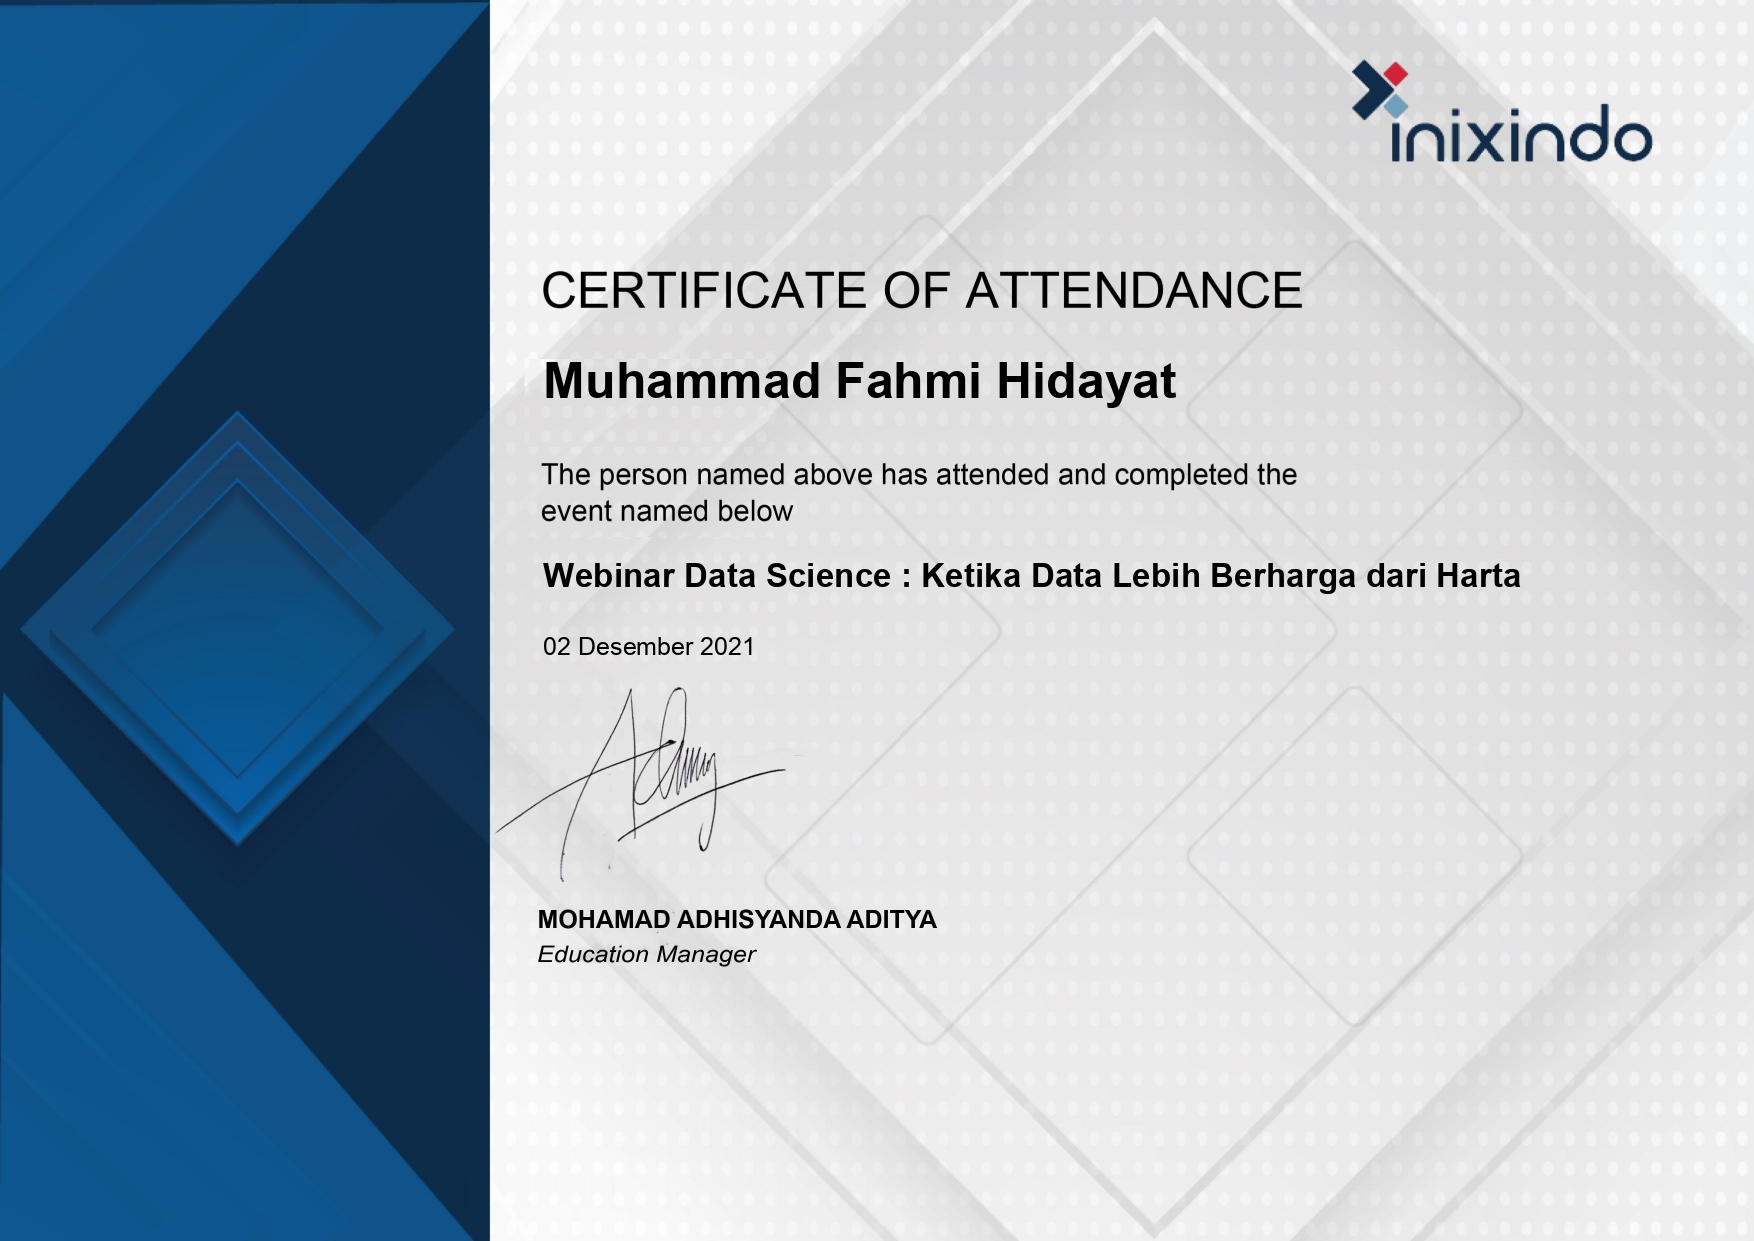 inixindo
CERTIFICATE OF ATTENDANCE
Muhammad Fahmi Hidayat
The person named above has attended and completed the
event named below
Webinar Data Science : Ketika Data Lebih Berharga dari Harta
02 Desember 2021
MOHAMAD ADHISYANDA ADITYA
Education Manager